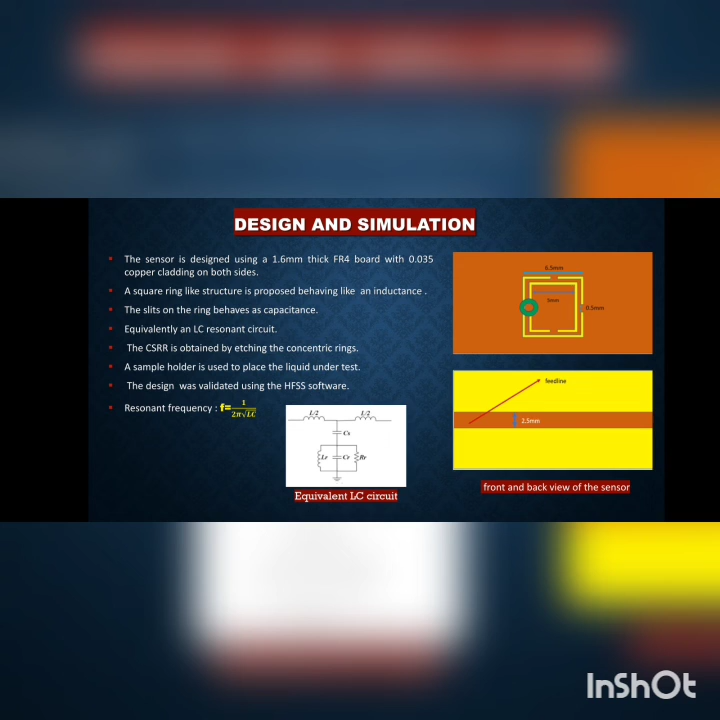 DESIGN AND SIMULATION
▪ The sensor is designed using a 1.6mm thick FR4 board with 0.035
copper cladding on both sides.
▪ A square ring like structure is proposed behaving like an inductance .
▪ The slits on the ring behaves as capacitance.
▪ Equivalently an LC resonant circuit.
▪ The CSRR is obtained by etching the concentric rings.
▪ A sample holder is used to place the liquid under test.
▪ The design was validated using the HFSS software.
▪ Resonant frequency : f=1/2π√LC
L/2 L/2
Cs
Lr Cr Rr
Equivalent LC circuit
6.5mm
5mm
0.5mm
feedline
2.5mm
front and back view of the sensor
InShOt